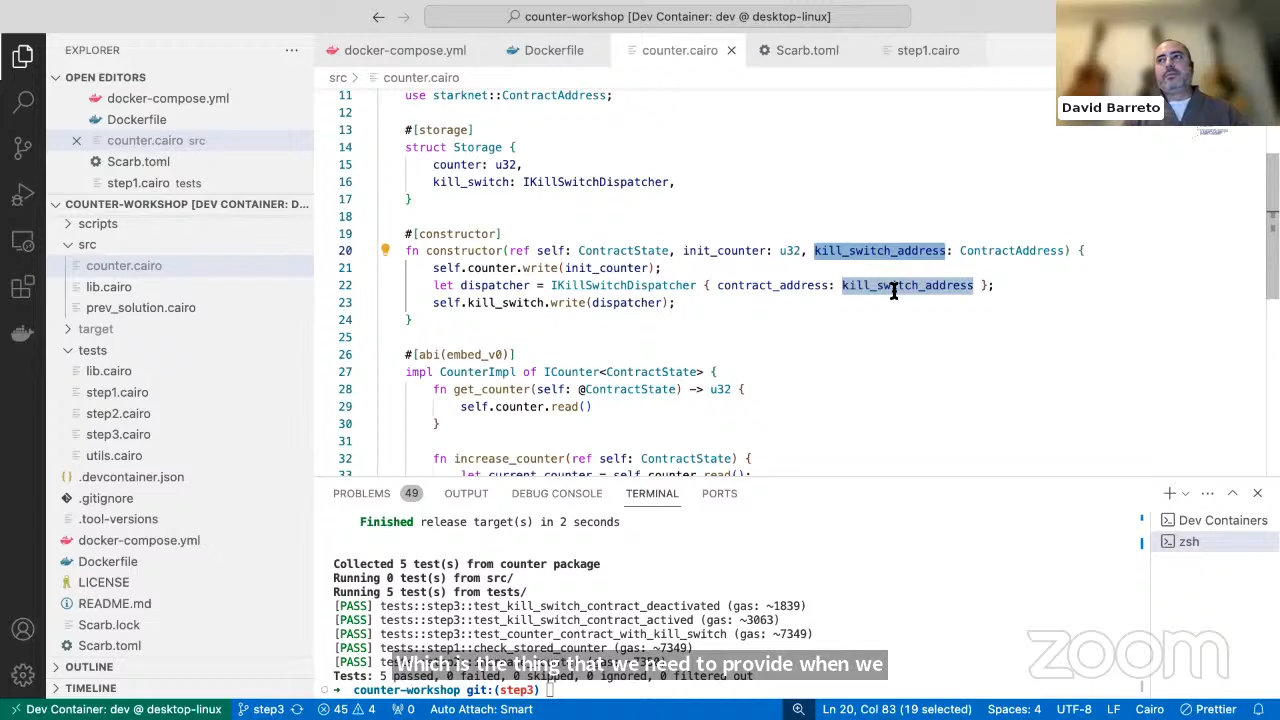 counter-workshop [Dev Container: dev @ desktop-linux]
EXPLORER
OPEN EDITORS
docker-compose.yml
Dockerfile
counter.cairo src
Scarb.toml
step1.cairo tests
COUNTER-WORKSHOP [DEV CONTAINER: D...
scripts
src
counter.cairo
lib.cairo
prev_solution.cairo
target
tests
lib.cairo
step1.cairo
step2.cairo
step3.cairo
utils.cairo
.devcontainer.json
.gitignore
.tool-versions
docker-compose.yml
Dockerfile
LICENSE
README.md
Scarb.lock
Scarb.toml
OUTLINE
TIMELINE
docker-compose.yml Dockerfile counter.cairo Scarb.toml step1.cairo
src > counter.cairo
11 use starknet::ContractAddress;
12
13 #[storage]
14 struct Storage {
15 counter: u32,
16 kill_switch: IKillSwitchDispatcher,
17 }
18
19 #[constructor]
20 fn constructor(ref self: ContractState, init_counter: u32, kill_switch_address: ContractAddress) {
21 self.counter.write(init_counter);
22 let dispatcher = IKillSwitchDispatcher { contract_address: kill_switch_address };
23 self.kill_switch.write(dispatcher);
24 }
25
26 #[abi(embed_v0)]
27 impl CounterImpl of ICounter<ContractState> {
28 fn get_counter(self: @ContractState) -> u32 {
29 self.counter.read()
30 }
31
32 fn increase_counter(ref self: ContractState) {
33 let current_counter = self.counter.read();
David Barreto
PROBLEMS 49 OUTPUT DEBUG CONSOLE TERMINAL PORTS
Finished release target(s) in 2 seconds
Collected 5 test(s) from counter package
Running 0 test(s) from src/
Running 5 test(s) from tests/
[PASS] tests::step3::test_kill_switch_contract_deactivated (gas: ~1839)
[PASS] tests::step3::test_kill_switch_contract_actived (gas: ~3063)
[PASS] tests::step3::test_counter_contract_with_kill_switch (gas: ~7349)
[PASS] tests::step3::check_stored_counter (gas: ~7349)
Which is the thing that we need to provide when we
Tests: 5 passed, 0 failed, 0 skipped, 0 ignored, 0 filtered out
counter-workshop git:(step3)
Dev Containers
zsh
zoom
Dev Container: dev @ desktop-linux step3 45 4 0 Auto Attach: Smart Ln 20, Col 83 (19 selected) Spaces: 4 UTF-8 LF Cairo Prettier